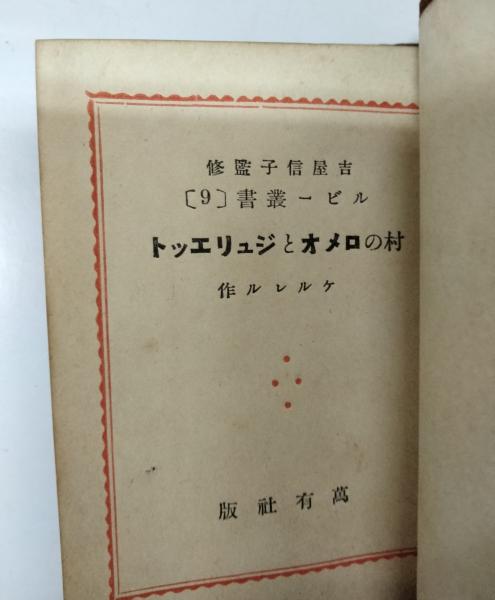 吉屋信子監修
ルビー叢書〔9〕
村のロメオとジュリエット
ケルレル作
萬有社版